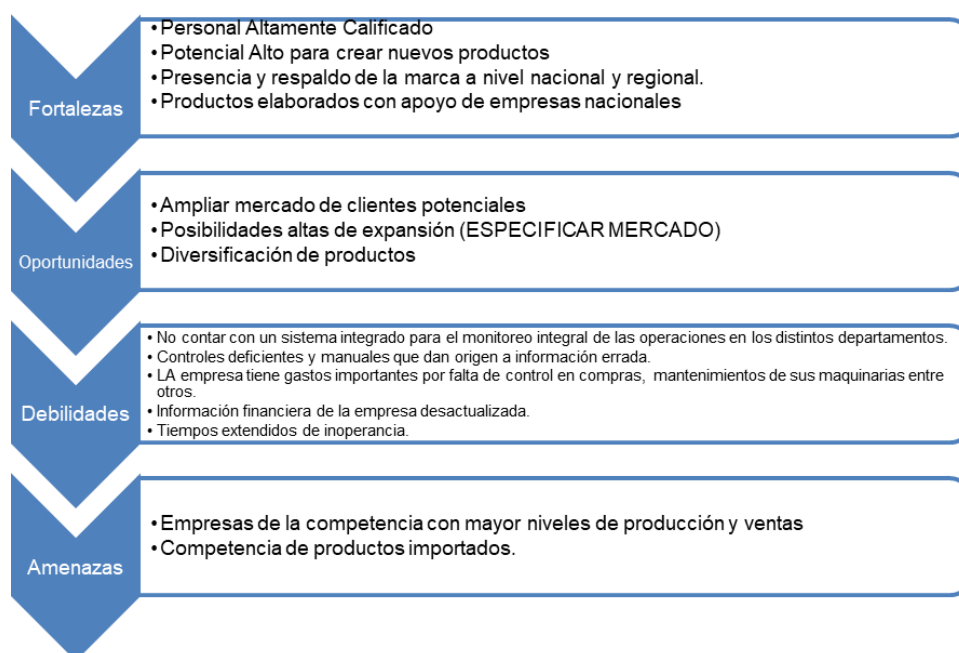 Fortalezas
•Personal Altamente Calificado
•Potencial Alto para crear nuevos productos
•Presencia y respaldo de la marca a nivel nacional y regional.
•Productos elaborados con apoyo de empresas nacionales
Oportunidades
•Ampliar mercado de clientes potenciales
•Posibilidades altas de expansión (ESPECIFICAR MERCADO)
•Diversificación de productos
Debilidades
• No contar con un sistema integrado para el monitoreo integral de las operaciones en los distintos departamentos.
• Controles deficientes y manuales que dan origen a información errada.
• LA empresa tiene gastos importantes por falta de control en compras, mantenimientos de sus maquinarias entre
otros.
• Información financiera de la empresa desactualizada.
• Tiempos extendidos de inoperancia.
Amenazas
•Empresas de la competencia con mayor niveles de producción y ventas
•Competencia de productos importados.